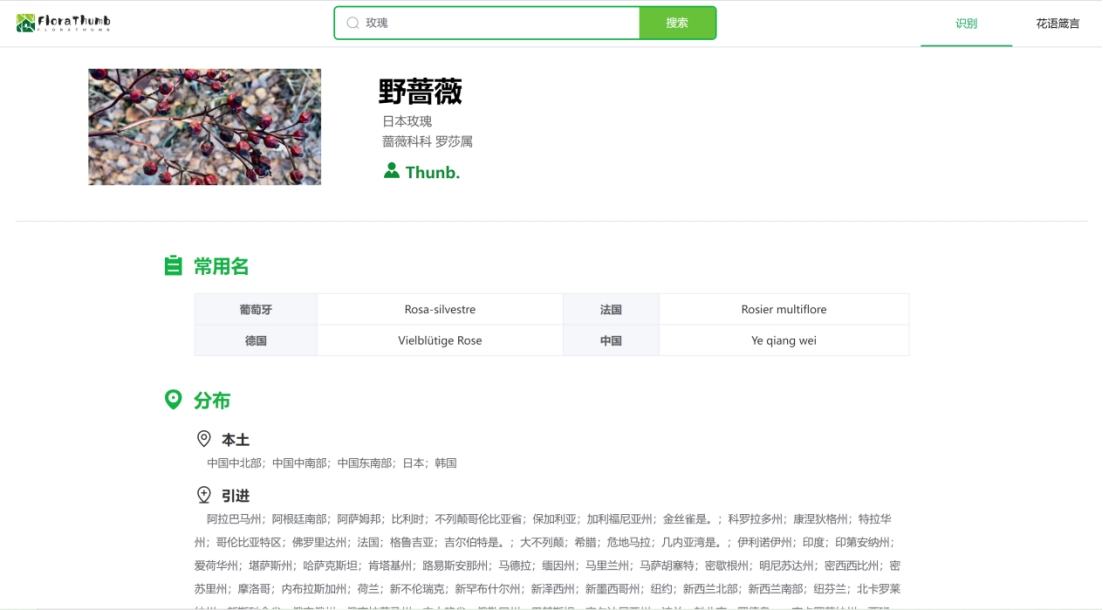 FloraThumb
FLORATHUMB
玫瑰
搜索
识别
花语箴言
野蔷薇
日本玫瑰
蔷薇科科 罗莎属
Thunb.
常用名
葡萄牙 Rosa-silvestre 法国 Rosier multiflore
德国 Vielblütige Rose 中国 Ye qiang wei
分布
本土
中国中北部；中国中南部；中国东南部；日本；韩国
引进
阿拉巴马州；阿根廷南部；阿萨姆邦；比利时；不列颠哥伦比亚省；保加利亚；加利福尼亚州；金丝雀是。；科罗拉多州；康涅狄格州；特拉华
州；哥伦比亚特区；佛罗里达州；法国；格鲁吉亚；吉尔伯特是。；大不列颠；希腊；危地马拉；几内亚湾是。；伊利诺伊州；印度；印第安纳州；
爱荷华州；堪萨斯州；哈萨克斯坦；肯塔基州；路易斯安那州；马德拉；缅因州；马里兰州；马萨胡塞特；密歇根州；明尼苏达州；密西西比州；密
苏里州；摩洛哥；内布拉斯加州；荷兰；新不伦瑞克；新罕布什尔州；新泽西州；新墨西哥州；纽约；新西兰北部；新西兰南部；纽芬兰；北卡罗莱